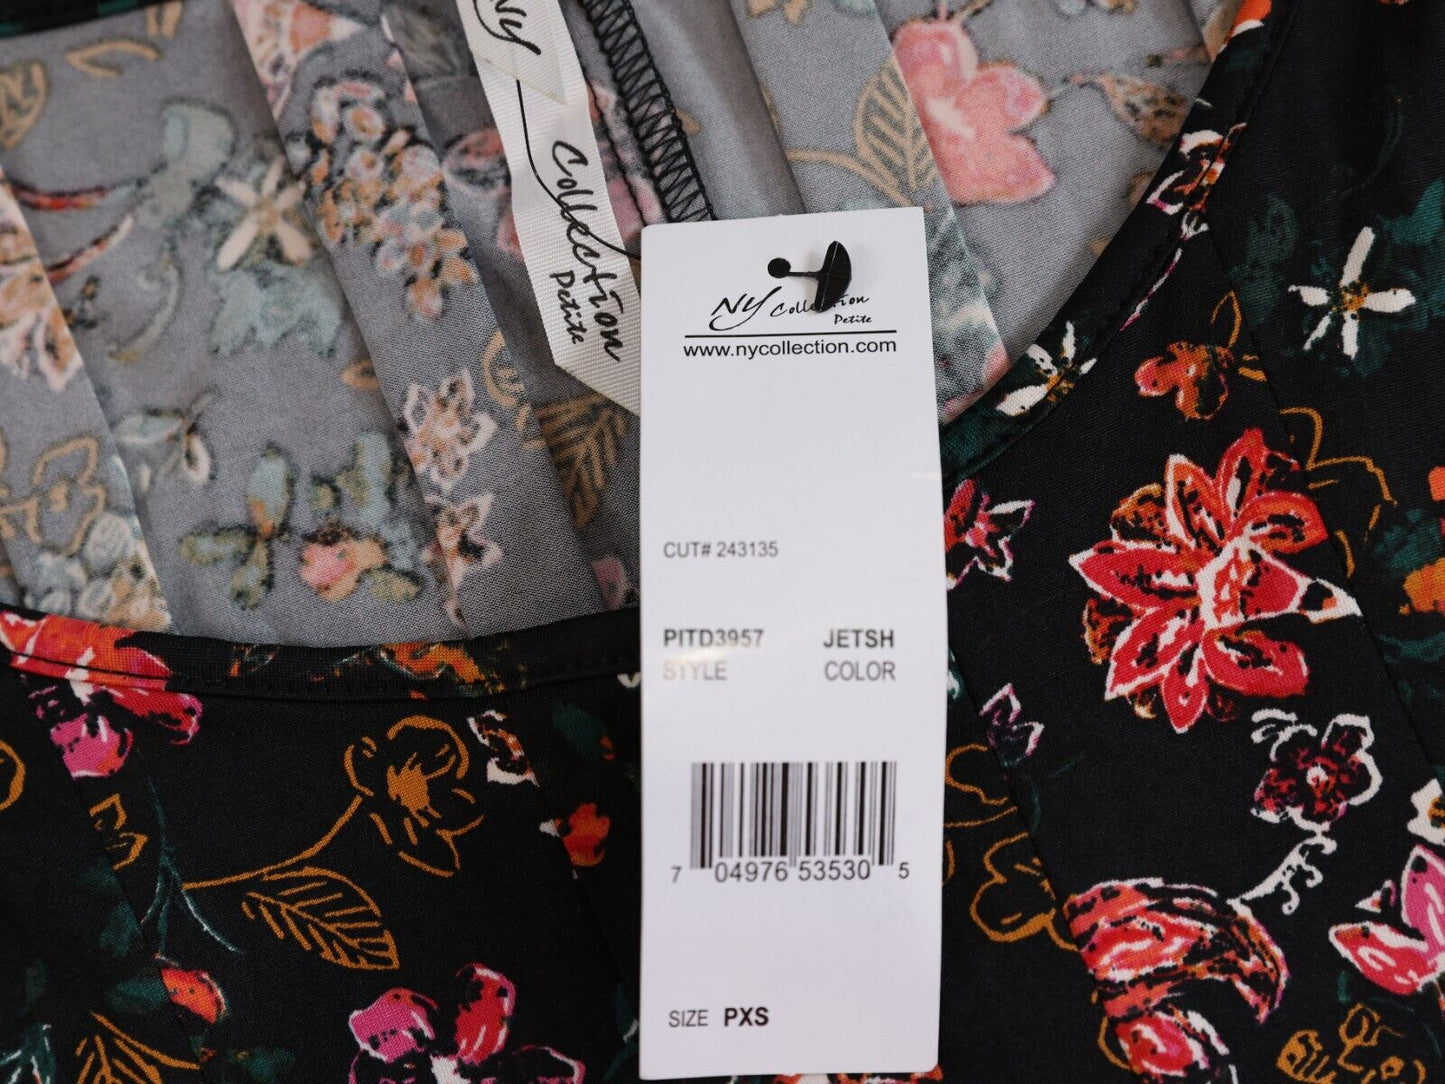 NY
Collection
Petite
NY Collection
Petite
www.nycollection.com
CUT# 243135
PITD3957 JETSH
STYLE COLOR
7 04976 53530 5
SIZE PXS